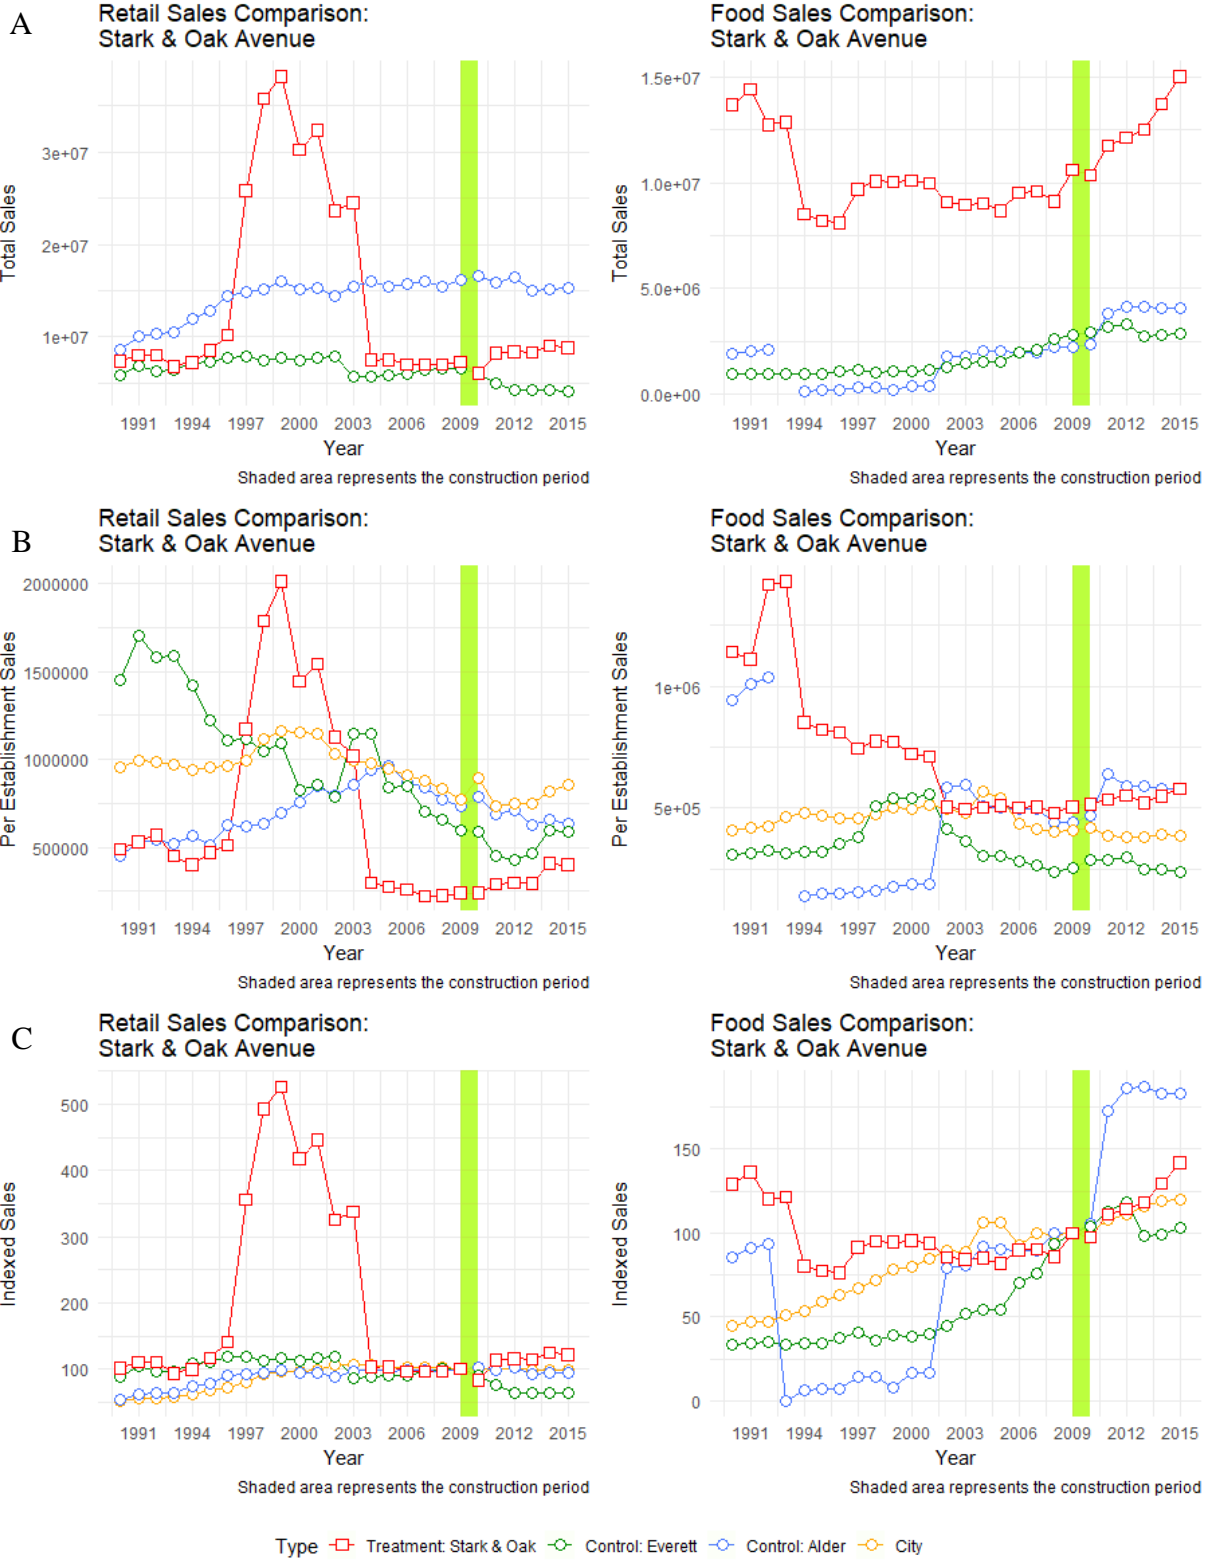 A
Retail Sales Comparison:
Stark & Oak Avenue
Total Sales
3e+07
2e+07
1e+07
1991 1994 1997 2000 2003 2006 2009 2012 2015
Year
Shaded area represents the construction period
Food Sales Comparison:
Stark & Oak Avenue
Total Sales
1.5e+07
1.0e+07
5.0e+06
0.0e+00
1991 1994 1997 2000 2003 2006 2009 2012 2015
Year
Shaded area represents the construction period
B
Retail Sales Comparison:
Stark & Oak Avenue
Per Establishment Sales
2000000
1500000
1000000
500000
1991 1994 1997 2000 2003 2006 2009 2012 2015
Year
Shaded area represents the construction period
Food Sales Comparison:
Stark & Oak Avenue
Per Establishment Sales
1e+06
5e+05
1991 1994 1997 2000 2003 2006 2009 2012 2015
Year
Shaded area represents the construction period
C
Retail Sales Comparison:
Stark & Oak Avenue
Indexed Sales
500
400
300
200
100
1991 1994 1997 2000 2003 2006 2009 2012 2015
Year
Shaded area represents the construction period
Food Sales Comparison:
Stark & Oak Avenue
Indexed Sales
150
100
50
0
1991 1994 1997 2000 2003 2006 2009 2012 2015
Year
Shaded area represents the construction period
Type Treatment: Stark & Oak Control: Everett Control: Alder City